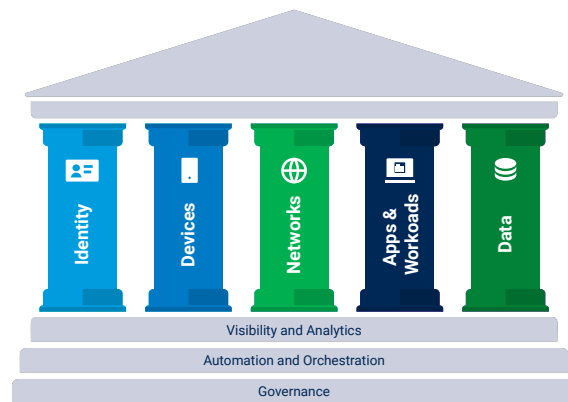 Identity
Devices
Networks
Apps &
Workoads
Data
Visibility and Analytics
Automation and Orchestration
Governance